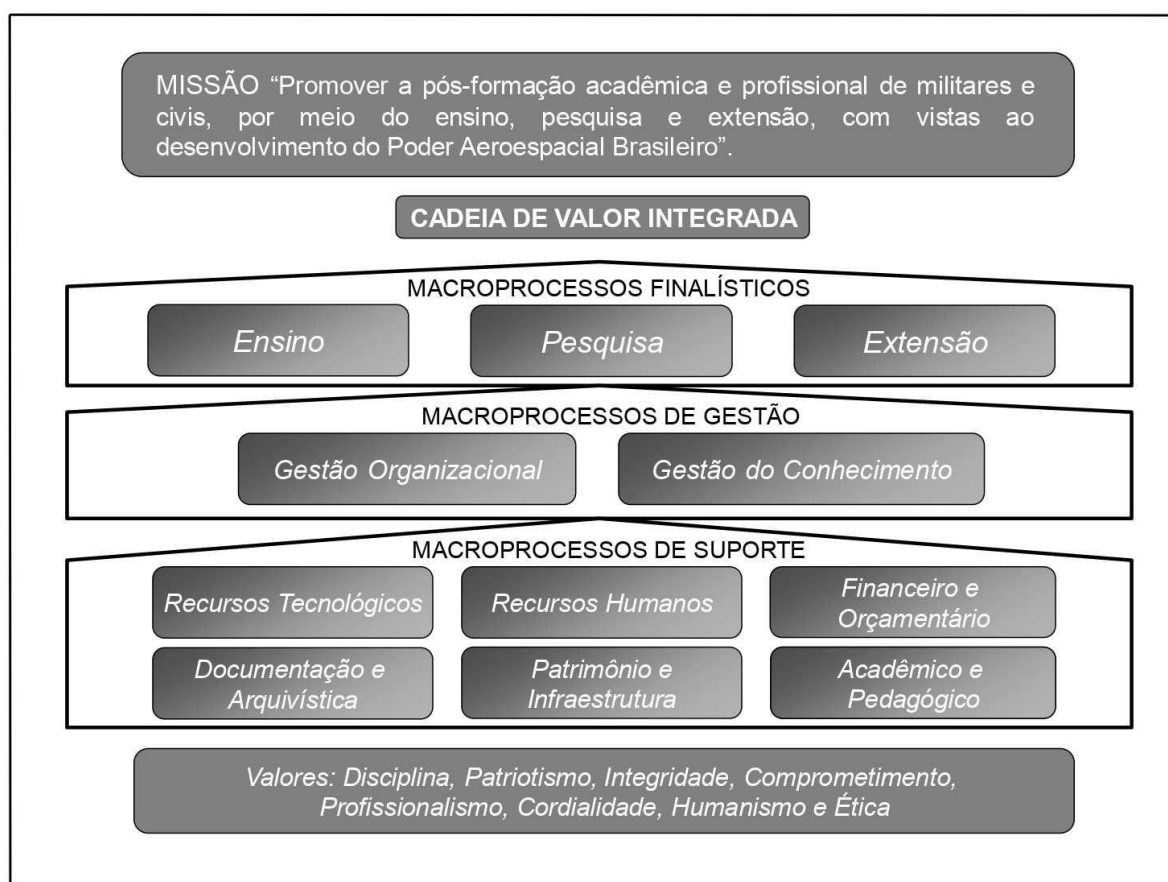 MISSÃO “Promover a pós-formação acadêmica e profissional de militares e
civis, por meio do ensino, pesquisa e extensão, com vistas ao
desenvolvimento do Poder Aeroespacial Brasileiro”.
CADEIA DE VALOR INTEGRADA
MACROPROCESSOS FINALÍSTICOS
Ensino
Pesquisa
Extensão
MACROPROCESSOS DE GESTÃO
Gestão Organizacional
Gestão do Conhecimento
MACROPROCESSOS DE SUPORTE
Recursos Tecnológicos
Recursos Humanos
Financeiro e
Orçamentário
Documentação e
Arquivística
Patrimônio e
Infraestrutura
Acadêmico e
Pedagógico
Valores: Disciplina, Patriotismo, Integridade, Comprometimento,
Profissionalismo, Cordialidade, Humanismo e Ética